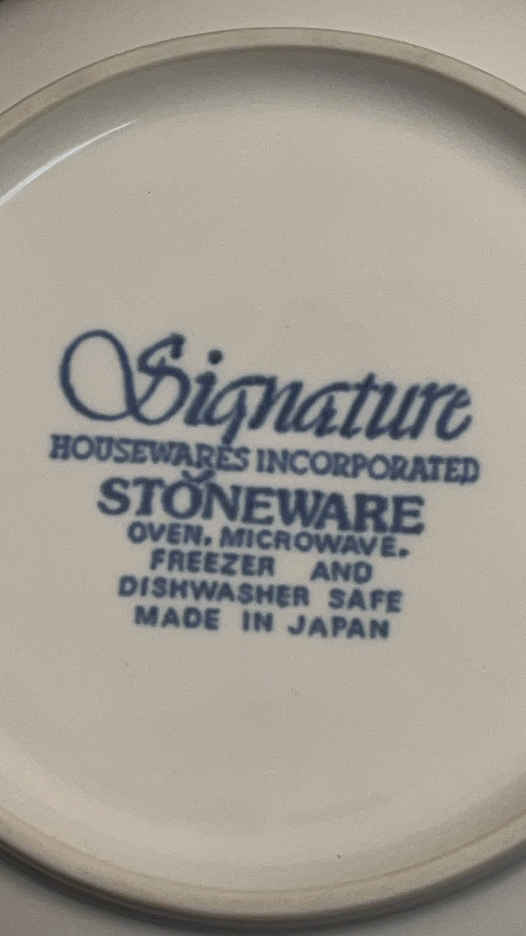 Signature
HOUSEWARES INCORPORATED
STONEWARE
OVEN, MICROWAVE,
FREEZER AND
DISHWASHER SAFE
MADE IN JAPAN